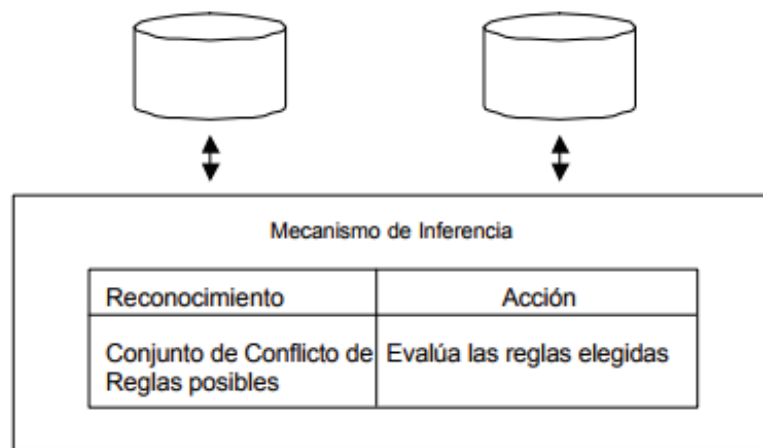 Mecanismo de Inferencia
Reconocimiento
Acción
Conjunto de Conflicto de
Reglas posibles
Evalúa las reglas elegidas